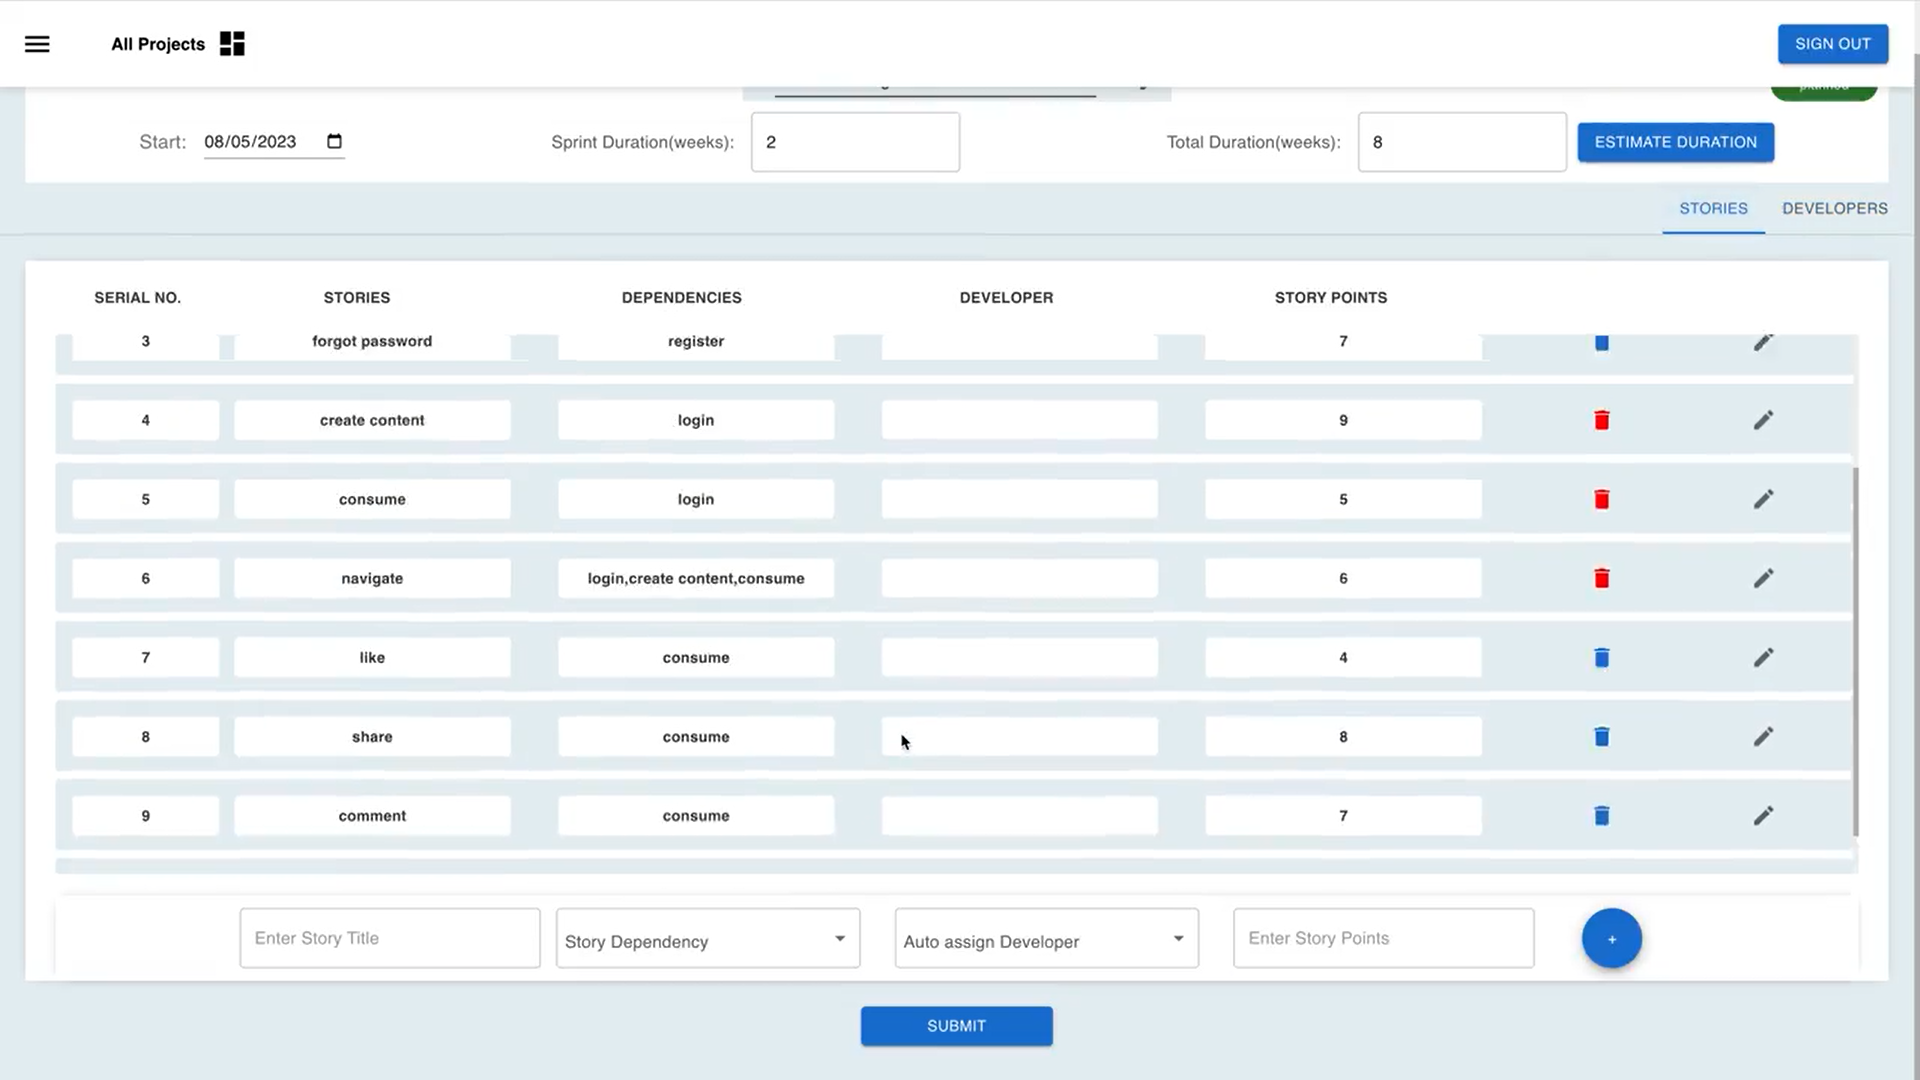 All Projects
SIGN OUT
Start: 08/05/2023
Sprint Duration(weeks): 2
Total Duration(weeks): 8
ESTIMATE DURATION
STORIES
DEVELOPERS
SERIAL NO. STORIES DEPENDENCIES DEVELOPER STORY POINTS
3 forgot password register 7
4 create content login 9
5 consume login 5
6 navigate login,create content,consume 6
7 like consume 4
8 share consume 8
9 comment consume 7
Enter Story Title
Story Dependency
Auto assign Developer
Enter Story Points
+
SUBMIT